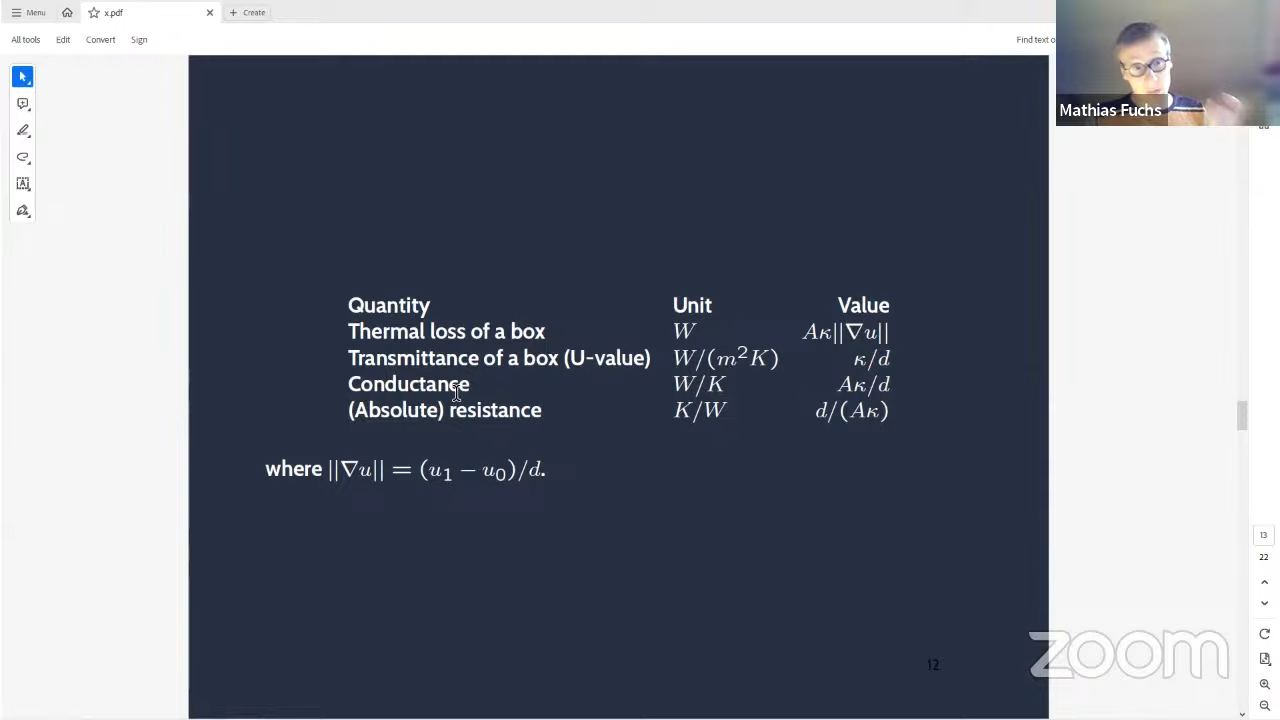 Menu
x.pdf
Create
All tools Edit Convert Sign
Find text o
Mathias Fuchs
Quantity Unit Value
Thermal loss of a box W Aκ||∇u||
Transmittance of a box (U-value) W/(m²K) κ/d
Conductance W/K Aκ/d
(Absolute) resistance K/W d/(Aκ)
where ||∇u|| = (u₁ − u₀)/d.
13
22
12
zoom